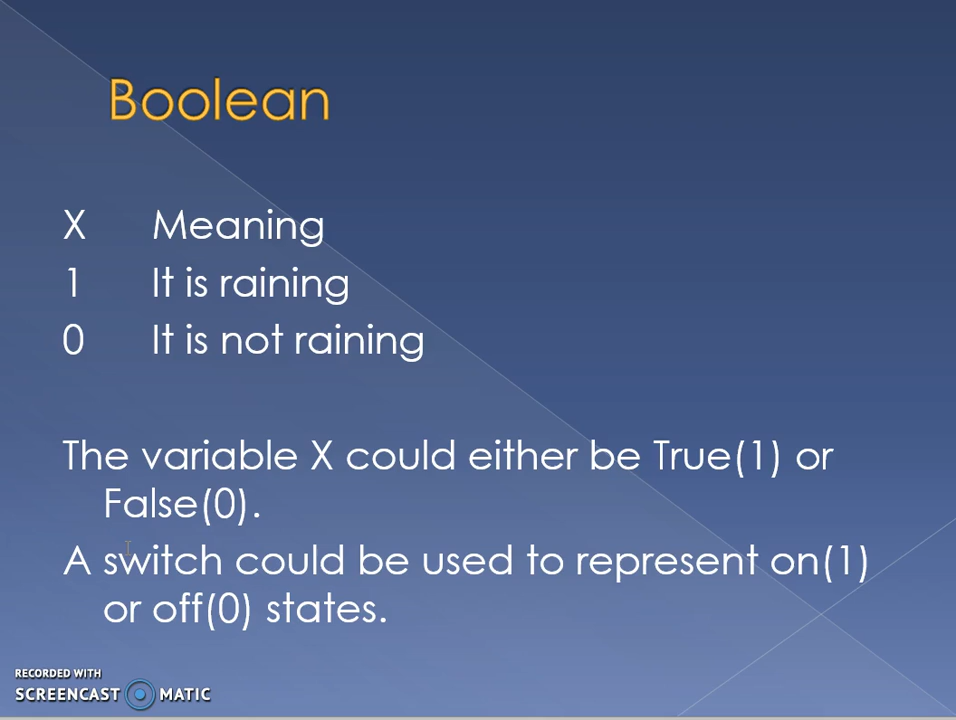 Boolean
X Meaning
1 It is raining
0 It is not raining
The variable X could either be True(1) or
False(0).
A switch could be used to represent on(1)
or off(0) states.
RECORDED WITH
SCREENCAST MATIC